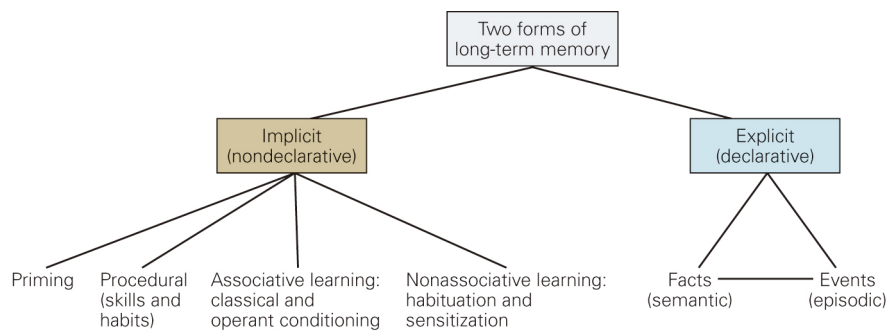 Two forms of
long-term memory
Implicit
(nondeclarative)
Explicit
(declarative)
Priming
Procedural
(skills and
habits)
Associative learning:
classical and
operant conditioning
Nonassociative learning:
habituation and
sensitization
Facts
(semantic)
Events
(episodic)